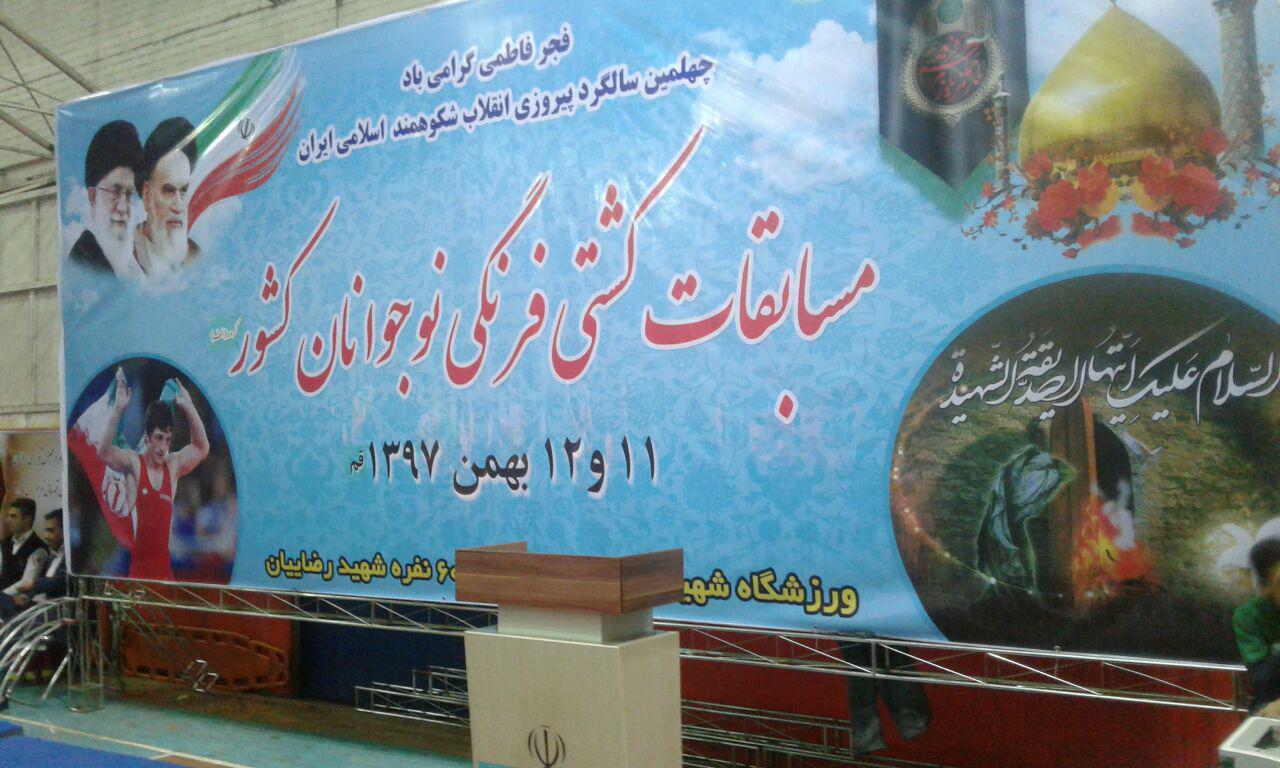 فجر فاطمی گرامی باد
چهلمین سالگرد پیروزی انقلاب شکوهمند اسلامی ایران
مسابقات کشتی فرنگی نوجوانان کشور
۱۱ و ۱۲ بهمن ۱۳۹۷ قم
السلام علیک ایتها الصدیقة الشهیدة
ورزشگاه شهید نفره شهید رضاییان